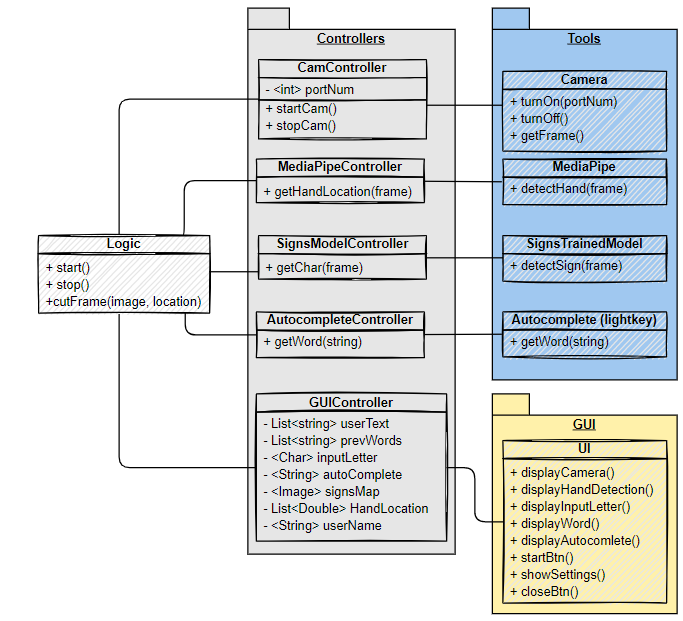 Controllers
CamController
- <int> portNum
+ startCam()
+ stopCam()
MediaPipeController
+ getHandLocation(frame)
SignsModelController
+ getChar(frame)
AutocompleteController
+ getWord(string)
GUIController
- List<string> userText
- List<string> prevWords
- <Char> inputLetter
- <String> autoComplete
- <Image> signsMap
- List<Double> HandLocation
- <String> userName
Logic
+ start()
+ stop()
+cutFrame(image, location)
Tools
Camera
+ turnOn(portNum)
+ turnOff()
+ getFrame()
MediaPipe
+ detectHand(frame)
SignsTrainedModel
+ detectSign(frame)
Autocomplete (lightkey)
+ getWord(string)
GUI
UI
+ displayCamera()
+ displayHandDetection()
+ displayInputLetter()
+ displayWord()
+ displayAutocomlete()
+ startBtn()
+ showSettings()
+ closeBtn()